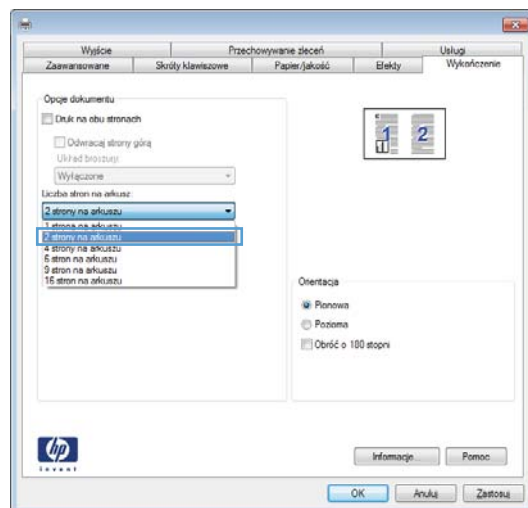 Wyjście Przechowywanie zleceń Usługi
Zaawansowane Skróty klawiszowe Papier/jakość Efekty Wykończenie
Opcje dokumentu
Druk na obu stronach
Odwracaj strony górą
Układ broszury:
Wyłączone
Liczba stron na arkusz:
2 strony na arkuszu
1 strona na arkuszu
2 strony na arkuszu
4 strony na arkuszu
6 stron na arkuszu
9 stron na arkuszu
16 stron na arkuszu
1 2
Orientacja
Pionowa
Pozioma
Obróć o 180 stopni
hp
invent
Informacje... Pomoc
OK Anuluj Zastosuj